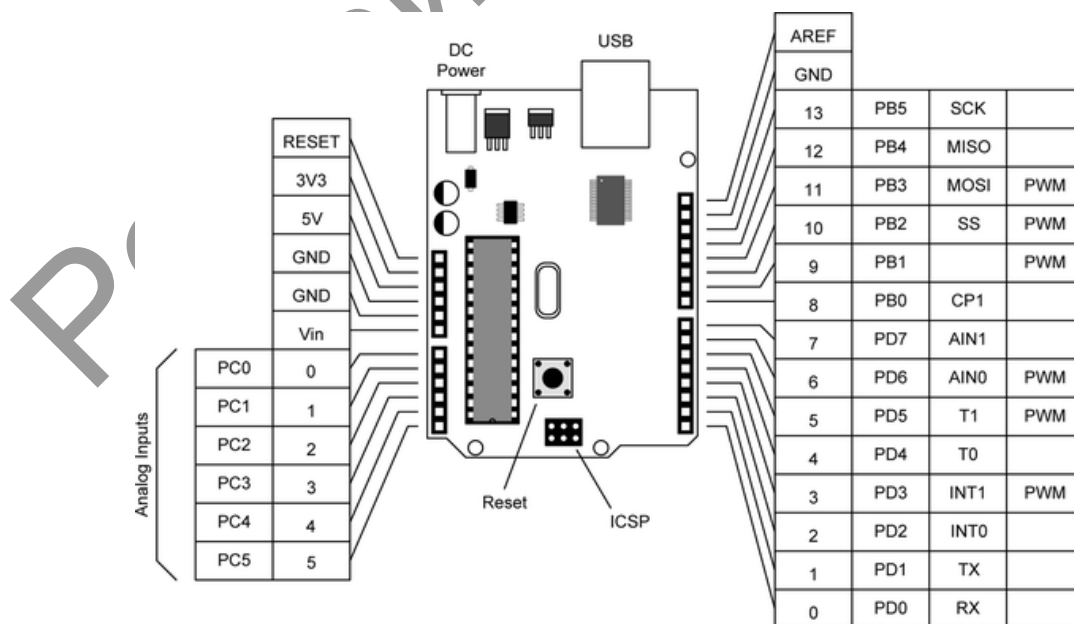 DC
Power
USB
RESET
3V3
5V
GND
GND
Vin
PC0 0
PC1 1
PC2 2
PC3 3
PC4 4
PC5 5
Analog Inputs
Reset
ICSP
AREF
GND
13 PB5 SCK
12 PB4 MISO
11 PB3 MOSI PWM
10 PB2 SS PWM
9 PB1 PWM
8 PB0 CP1
7 PD7 AIN1
6 PD6 AIN0 PWM
5 PD5 T1 PWM
4 PD4 T0
3 PD3 INT1 PWM
2 PD2 INT0
1 PD1 TX
0 PD0 RX